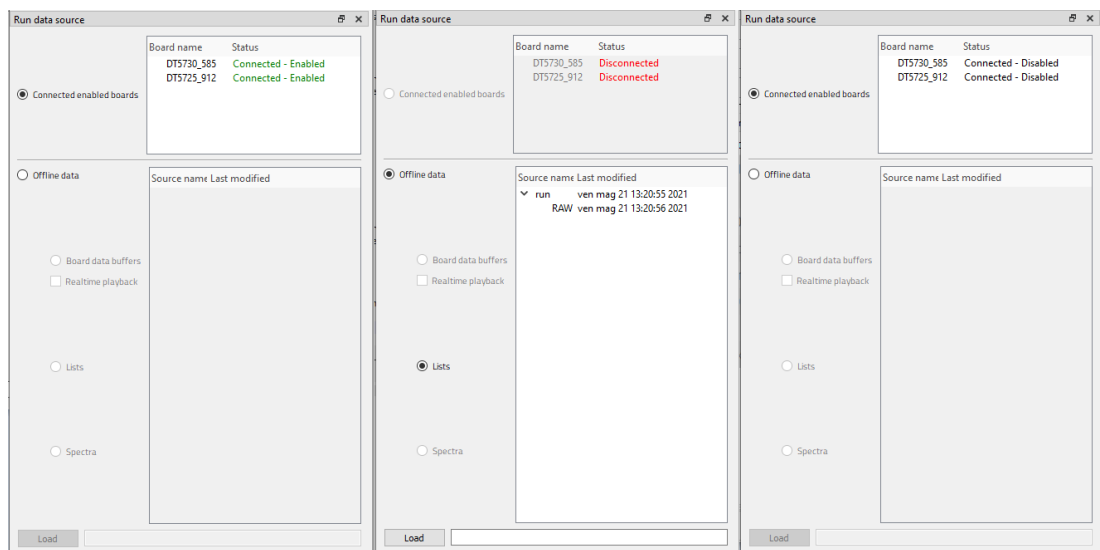 Run data source
Board name Status
DT5730_585 Connected - Enabled
DT5725_912 Connected - Enabled
Connected enabled boards
Offline data
Source name Last modified
Board data buffers
Realtime playback
Lists
Spectra
Load
Run data source
Board name Status
DT5730_585 Disconnected
DT5725_912 Disconnected
Connected enabled boards
Offline data
Source name Last modified
run ven mag 21 13:20:55 2021
RAW ven mag 21 13:20:56 2021
Board data buffers
Realtime playback
Lists
Spectra
Load
Run data source
Board name Status
DT5730_585 Connected - Disabled
DT5725_912 Connected - Disabled
Connected enabled boards
Offline data
Source name Last modified
Board data buffers
Realtime playback
Lists
Spectra
Load